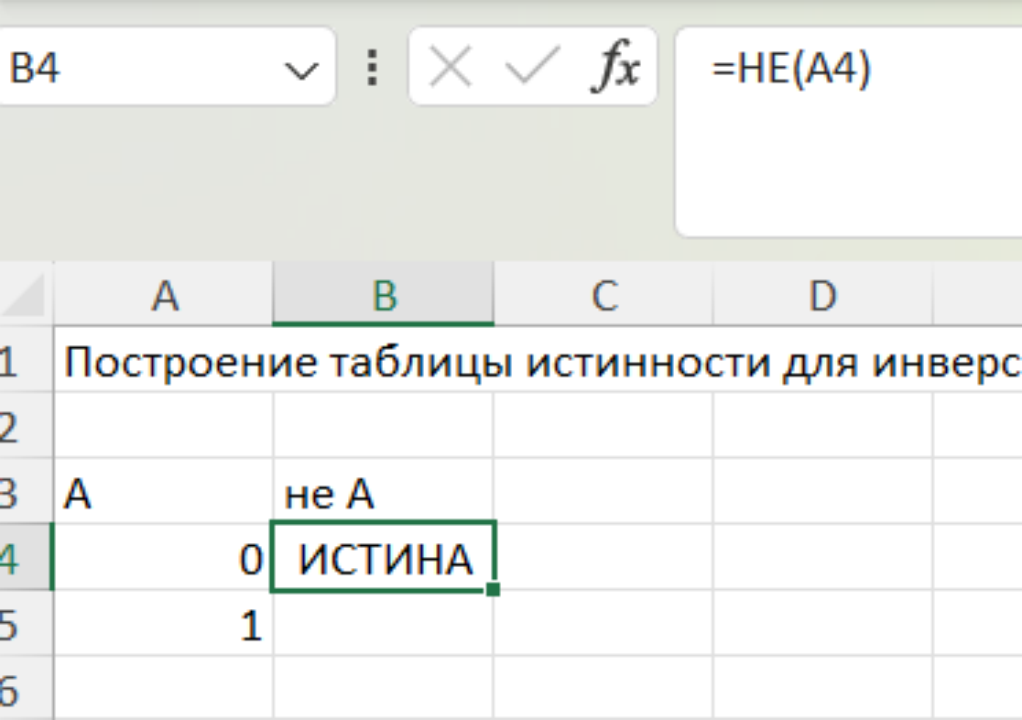 B4 fx =НЕ(A4)
A B C D
1 Построение таблицы истинности для инверс
2
3 А не А
4 0 ИСТИНА
5 1
6